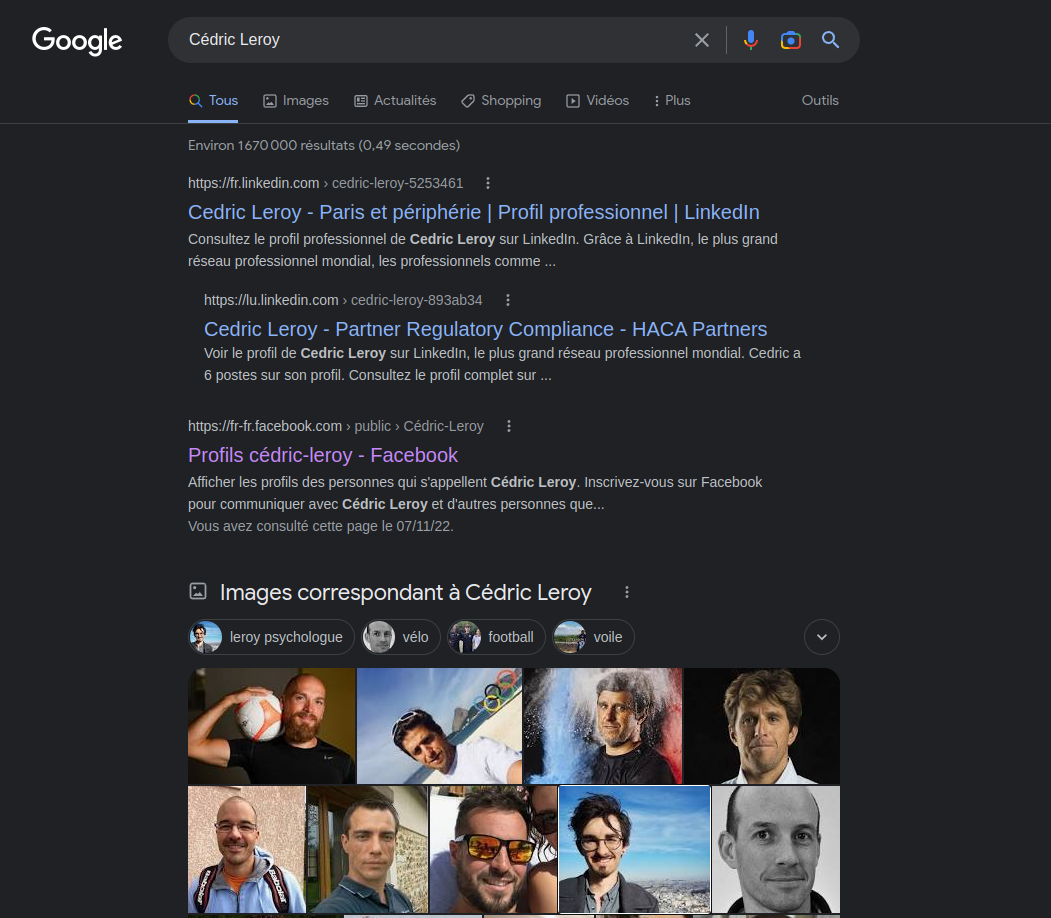 Google
Cédric Leroy
Tous Images Actualités Shopping Vidéos Plus Outils
Environ 1 670 000 résultats (0,49 secondes)
https://fr.linkedin.com › cedric-leroy-5253461
Cedric Leroy - Paris et périphérie | Profil professionnel | LinkedIn
Consultez le profil professionnel de Cedric Leroy sur LinkedIn. Grâce à LinkedIn, le plus grand
réseau professionnel mondial, les professionnels comme ...
https://lu.linkedin.com › cedric-leroy-893ab34
Cedric Leroy - Partner Regulatory Compliance - HACA Partners
Voir le profil de Cedric Leroy sur LinkedIn, le plus grand réseau professionnel mondial. Cedric a
6 postes sur son profil. Consultez le profil complet sur ...
https://fr-fr.facebook.com › public › Cédric-Leroy
Profils cédric-leroy - Facebook
Afficher les profils des personnes qui s'appellent Cédric Leroy. Inscrivez-vous sur Facebook
pour communiquer avec Cédric Leroy et d'autres personnes que...
Vous avez consulté cette page le 07/11/22.
Images correspondant à Cédric Leroy
leroy psychologue vélo football voile
Babolat